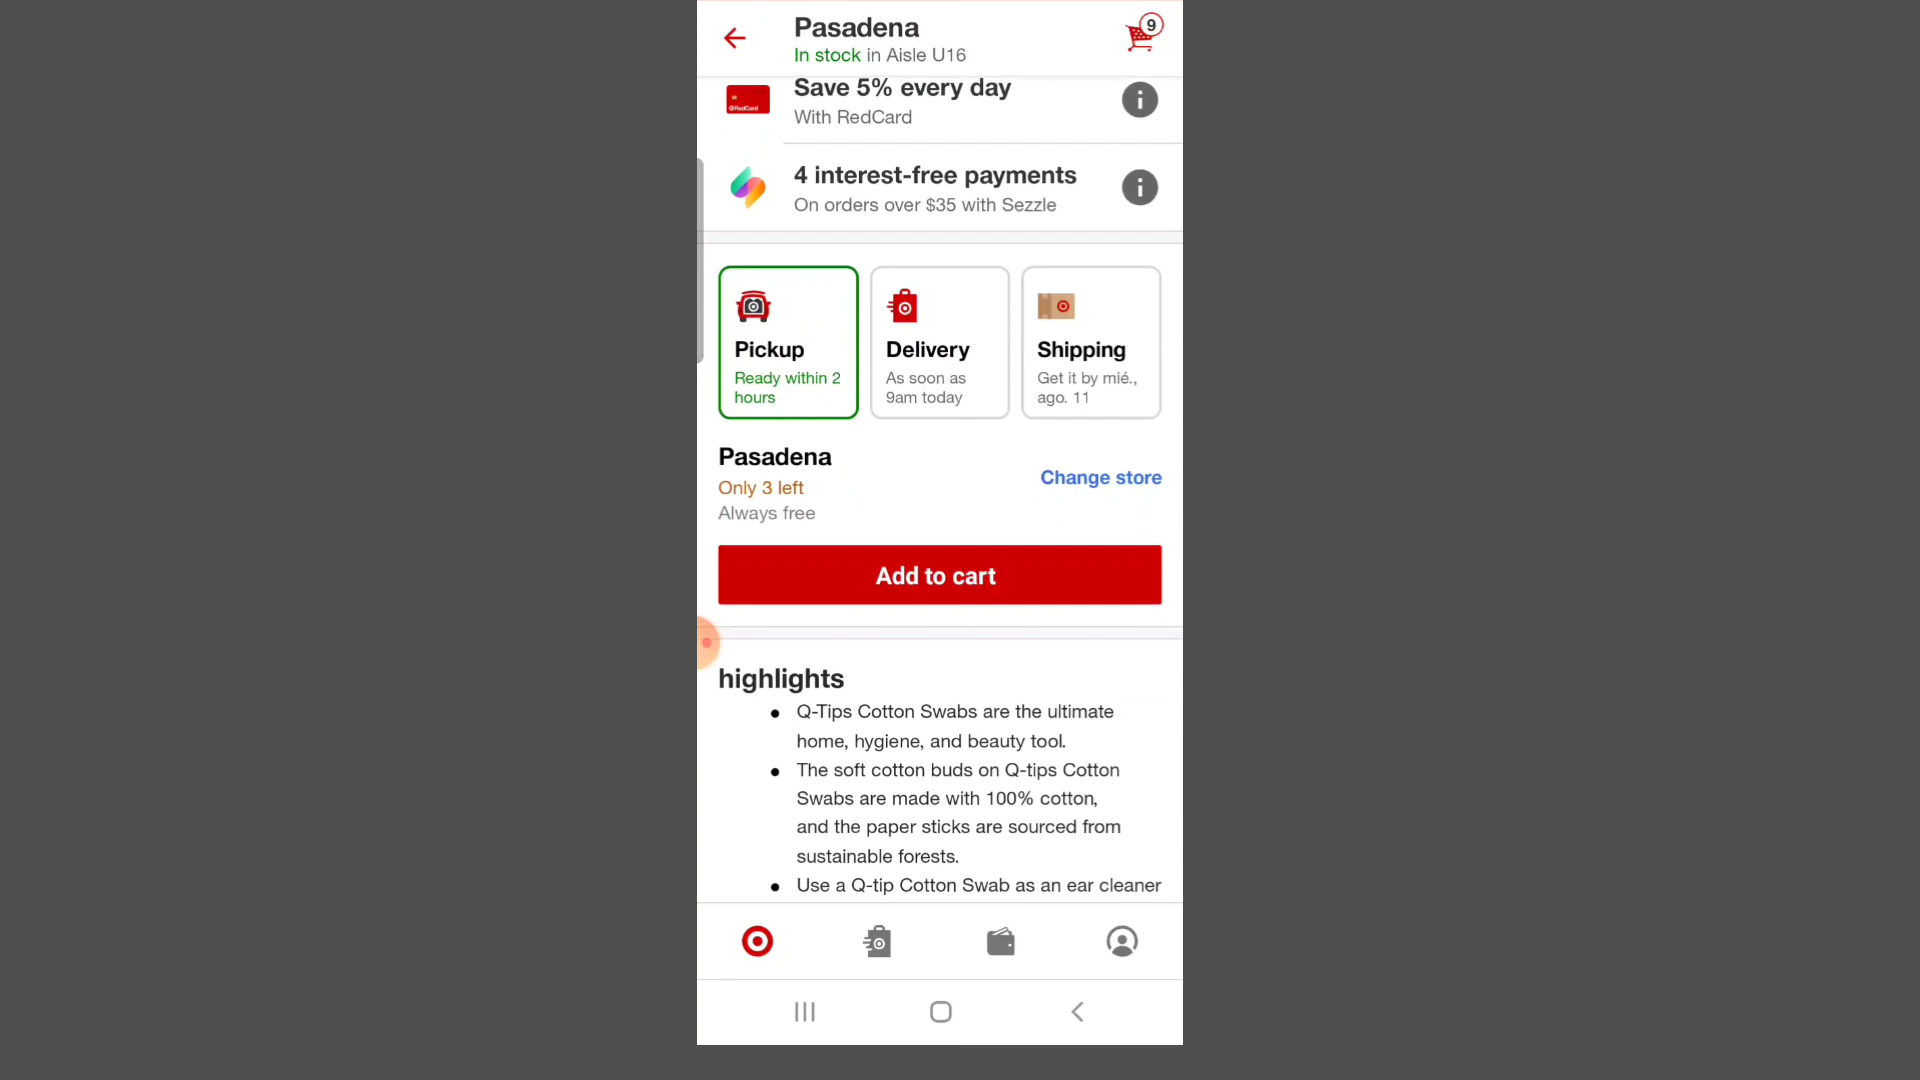 Pasadena
9
In stock in Aisle U16
Save 5% every day
RedCard
With RedCard
4 interest-free payments
On orders over $35 with Sezzle
Pickup
Ready within 2
hours
Delivery
As soon as
9am today
Shipping
Get it by mié.,
ago. 11
Pasadena
Only 3 left
Always free
Change store
Add to cart
highlights
Q-Tips Cotton Swabs are the ultimate
home, hygiene, and beauty tool.
The soft cotton buds on Q-tips Cotton
Swabs are made with 100% cotton,
and the paper sticks are sourced from
sustainable forests.
Use a Q-tip Cotton Swab as an ear cleaner